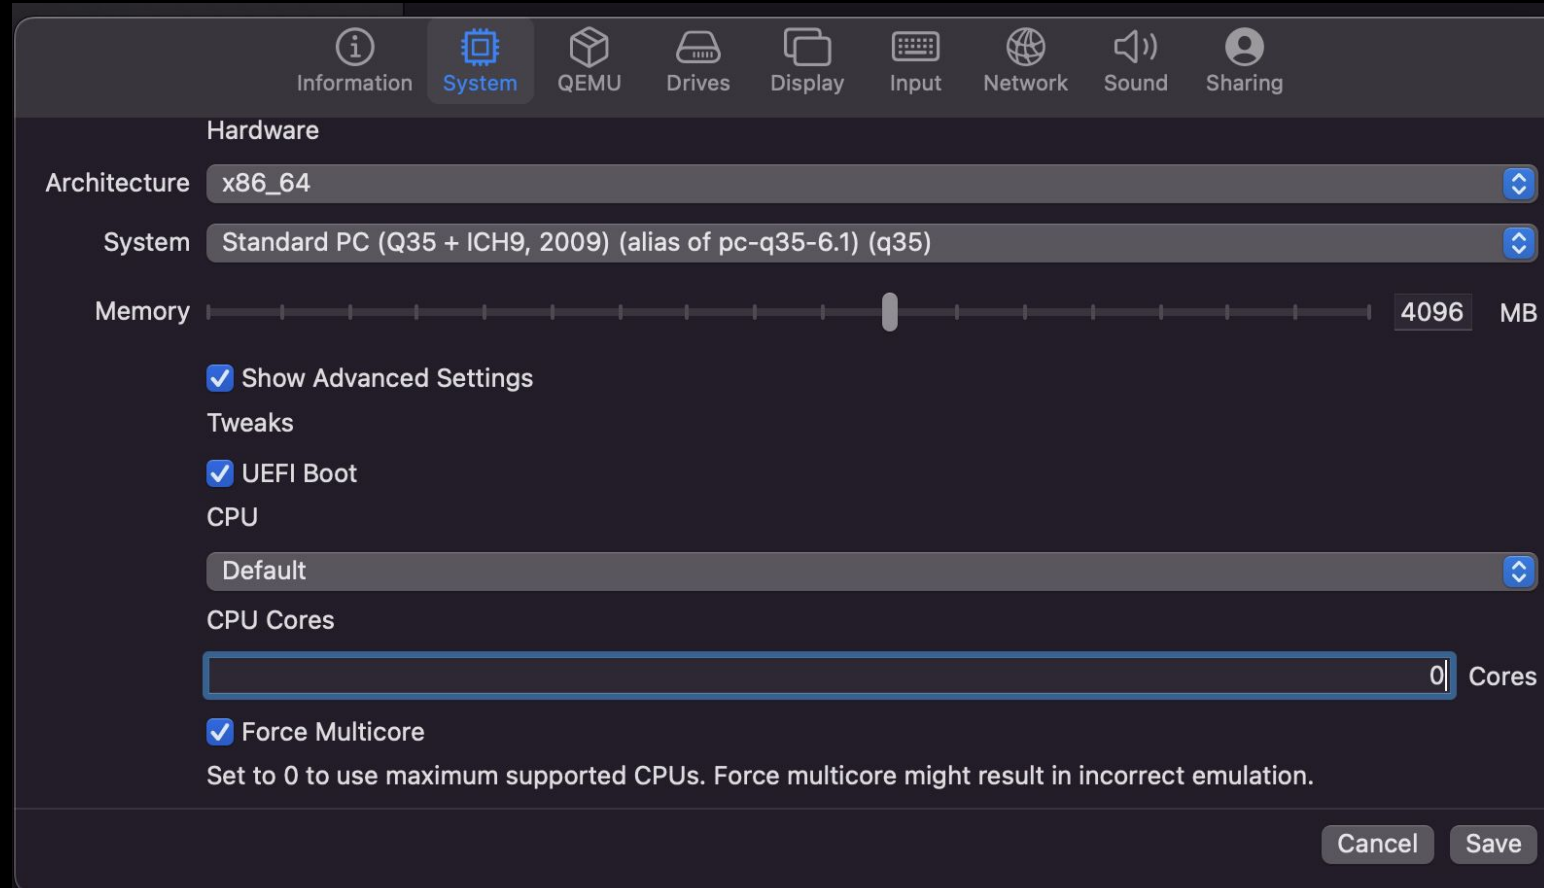 Information System QEMU Drives Display Input Network Sound Sharing
Hardware
Architecture x86_64
System Standard PC (Q35 + ICH9, 2009) (alias of pc-q35-6.1) (q35)
Memory 4096 MB
Show Advanced Settings
Tweaks
UEFI Boot
CPU
Default
CPU Cores
0 Cores
Force Multicore
Set to 0 to use maximum supported CPUs. Force multicore might result in incorrect emulation.
Cancel Save